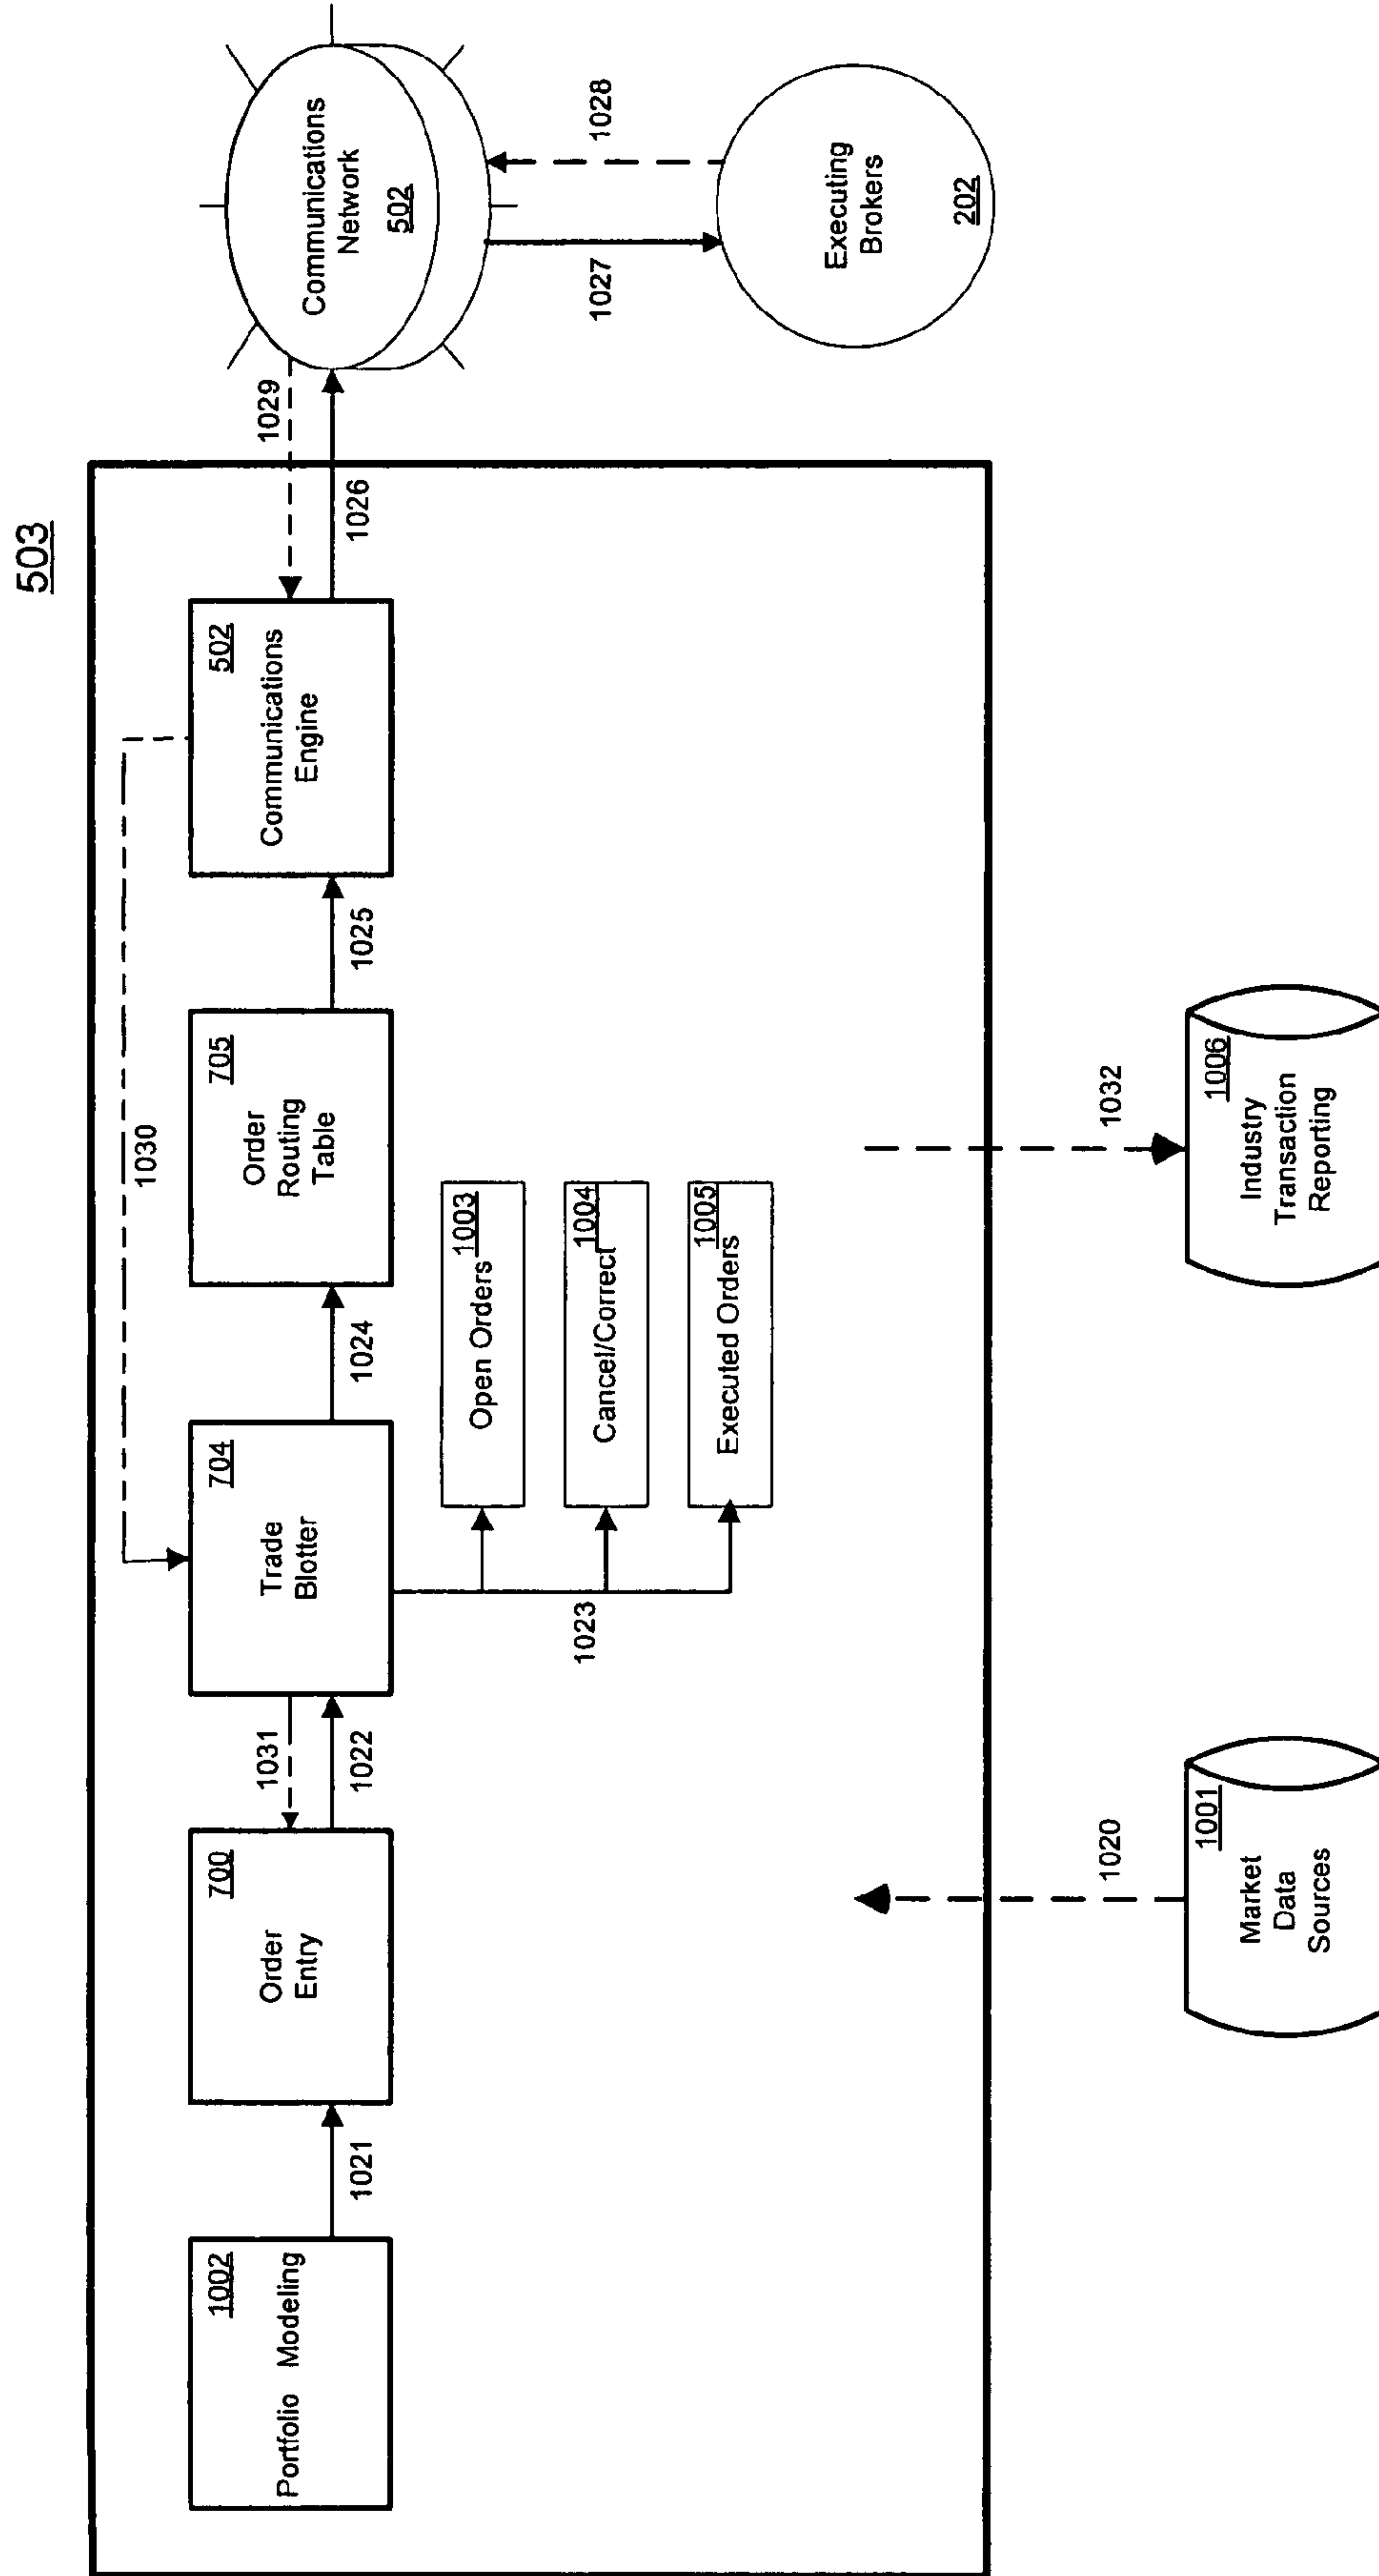 503
1002
Portfolio Modeling
1021
700
Order
Entry
1031
1022
704
Trade
Blotter
1030
1024
705
Order
Routing
Table
1025
502
Communications
Engine
1029
1026
Communications
Network
502
1023
1003
Open Orders
1004
Cancel/Correct
1005
Executed Orders
1027
1028
Executing
Brokers
202
1020
1001
Market
Data
Sources
1032
1006
Industry
Transaction
Reporting